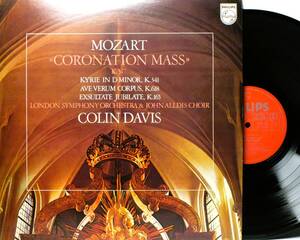 PHILIPS
MOZART
«CORONATION MASS»
K.317
KYRIE IN D MINOR, K.341
AVE VERUM CORPUS, K.618
EXSULTATE JUBILATE, K.165
LONDON SYMPHONY ORCHESTRA & JOHN ALLDIS CHOIR
COLIN DAVIS